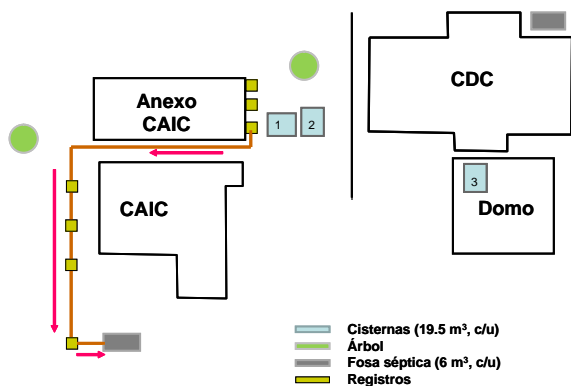 CDC
Anexo
CAIC
1
2
3
CAIC
Domo
Cisternas (19.5 m³, c/u)
Árbol
Fosa séptica (6 m³, c/u)
Registros